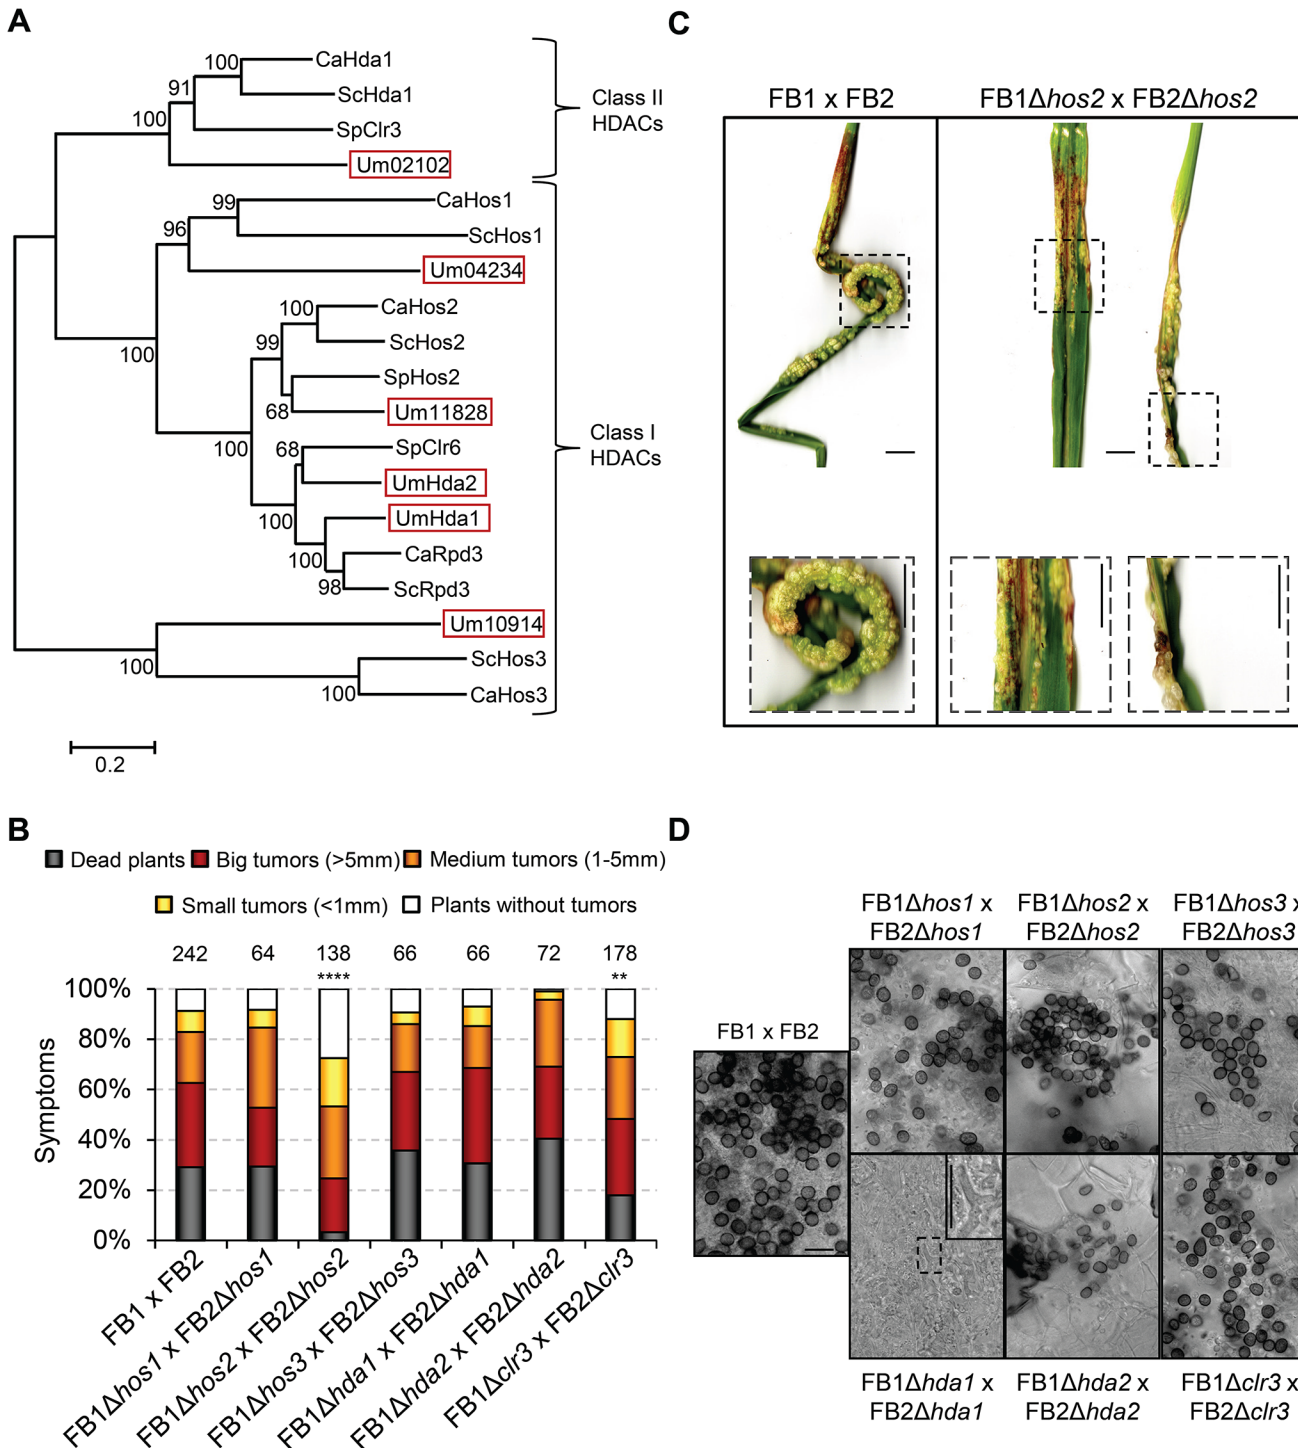 A
100
CaHda1
91
ScHda1
100
SpClr3
Um02102
Class II
HDACs
99
CaHos1
96
ScHos1
Um04234
100
CaHos2
99
ScHos2
100
SpHos2
68
Um11828
100
68
SpClr6
UmHda2
100
UmHda1
100
CaRpd3
98
ScRpd3
Class I
HDACs
Um10914
100
ScHos3
100
CaHos3
0.2
C
FB1 x FB2
FB1Δhos2 x FB2Δhos2
B
Dead plants
Big tumors (>5mm)
Medium tumors (1-5mm)
Small tumors (<1mm)
Plants without tumors
242 64 138 66 66 72 178
**** **
100%
80%
60%
40%
20%
0%
Symptoms
FB1 x FB2
FB1Δhos1 x FB2Δhos1
FB1Δhos2 x FB2Δhos2
FB1Δhos3 x FB2Δhos3
FB1Δhda1 x FB2Δhda1
FB1Δhda2 x FB2Δhda2
FB1Δclr3 x FB2Δclr3
D
FB1 x FB2
FB1Δhos1 x
FB2Δhos1
FB1Δhos2 x
FB2Δhos2
FB1Δhos3 x
FB2Δhos3
FB1Δhda1 x
FB2Δhda1
FB1Δhda2 x
FB2Δhda2
FB1Δclr3 x
FB2Δclr3